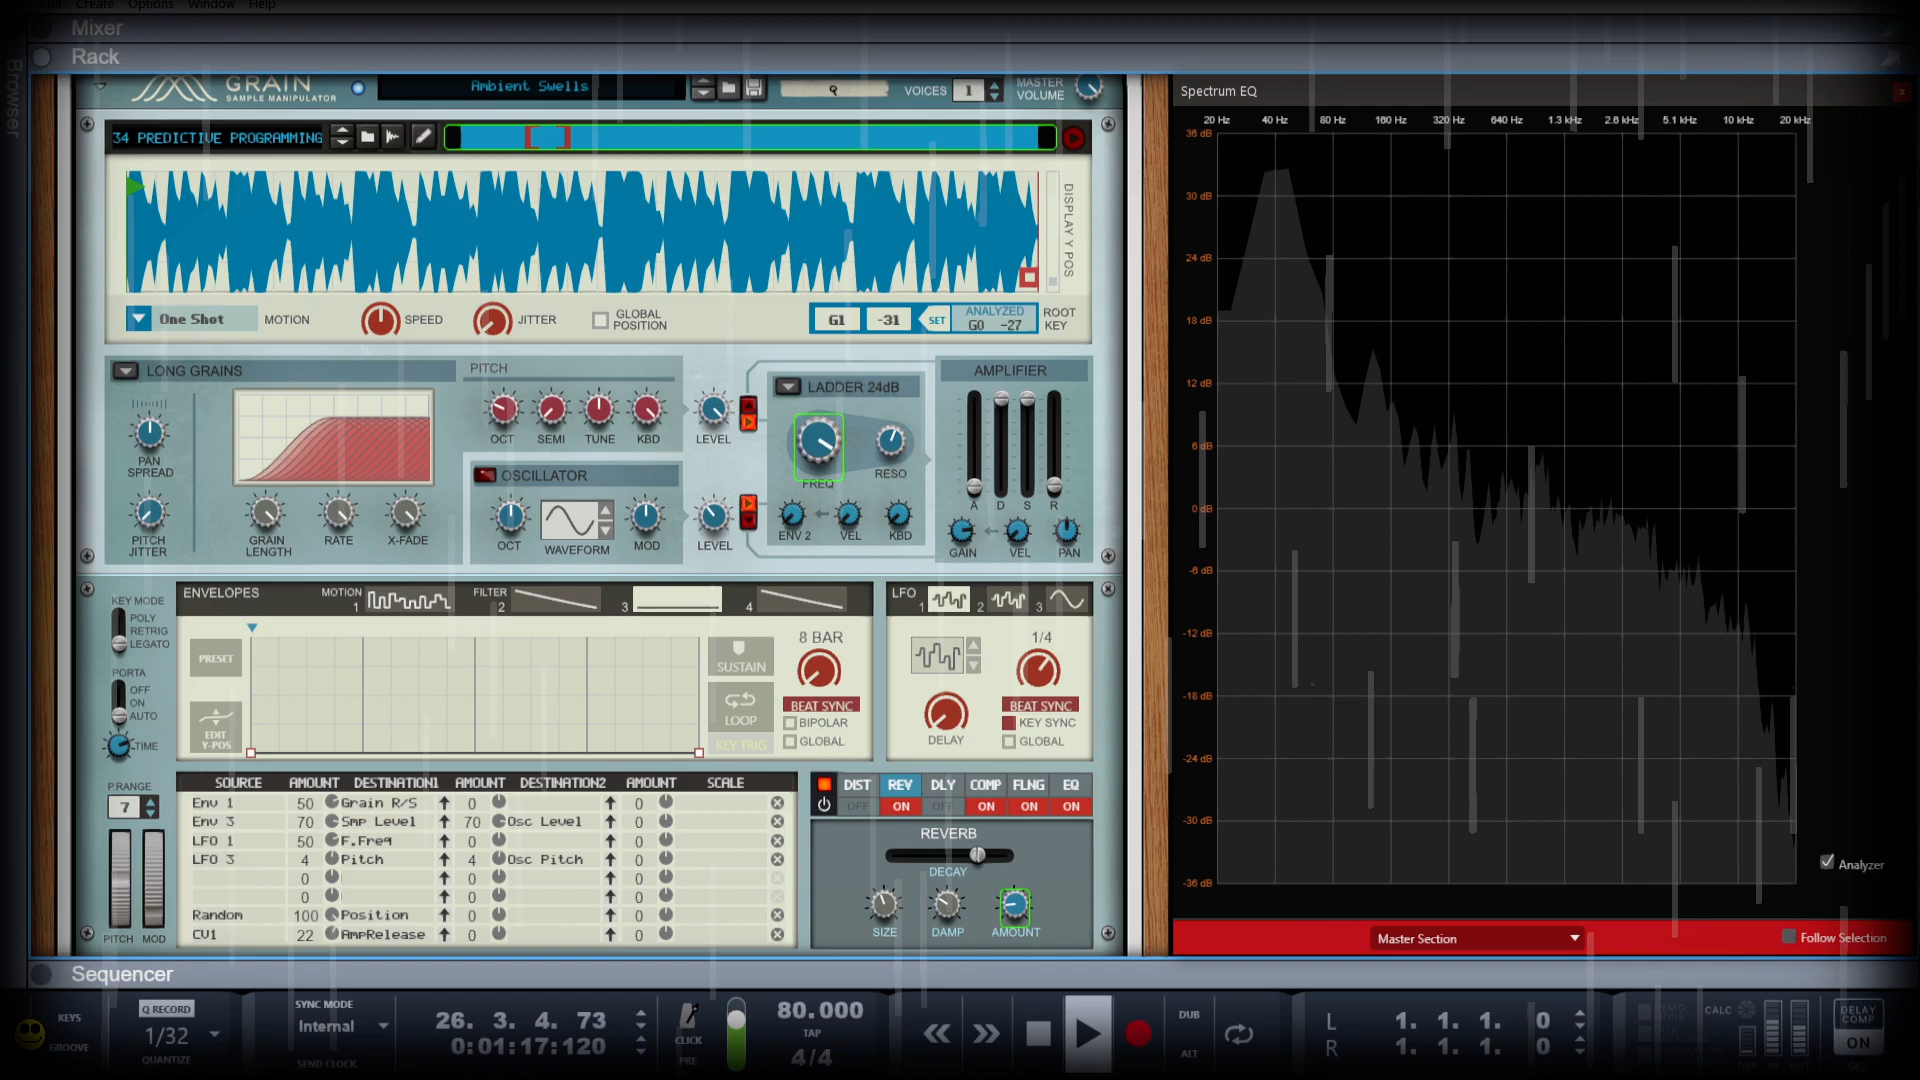 Edit Create Options Window Help
Mixer
Rack
Browser
GRAIN
SAMPLE MANIPULATOR
Ambient Swells
VOICES 1
MASTER
VOLUME
34 PREDICTIVE PROGRAMMING
DISPLAY Y POS
One Shot MOTION SPEED JITTER
GLOBAL
POSITION
G1 -31 SET
ANALYZED
G0 -27
ROOT
KEY
LONG GRAINS
PAN
SPREAD
PITCH
JITTER
GRAIN
LENGTH
RATE X-FADE
PITCH
OCT SEMI TUNE KBD
LEVEL
OSCILLATOR
OCT WAVEFORM MOD
LEVEL
LADDER 24dB
FREQ RESO
ENV 2 VEL KBD
AMPLIFIER
A D S R
GAIN VEL PAN
KEY MODE
POLY
RETRIG
LEGATO
PORTA
OFF
ON
AUTO
TIME
ENVELOPES MOTION 1 FILTER 2 3 4
PRESET
EDIT
Y-POS
SUSTAIN
LOOP
KEY TRIG
8 BAR
BEAT SYNC
BIPOLAR
GLOBAL
LFO 1 2 3
1/4
DELAY
BEAT SYNC
KEY SYNC
GLOBAL
P.RANGE
7
PITCH MOD
SOURCE AMOUNT DESTINATION1 AMOUNT DESTINATION2 AMOUNT SCALE
Env 1 50 Grain R/S 0 0
Env 3 70 Smp Level 70 Osc Level 0
LFO 1 50 F.Freq 0 0
LFO 3 4 Pitch 4 Osc Pitch 0
0 0 0
0 0 0
Random 100 Position 0 0
CV1 22 AmpRelease 0 0
DIST REV DLY COMP FLNG EQ
OFF ON OFF ON ON ON
REVERB
DECAY
SIZE DAMP AMOUNT
Spectrum EQ
20 Hz 40 Hz 80 Hz 160 Hz 320 Hz 640 Hz 1.3 kHz 2.6 kHz 5.1 kHz 10 kHz 20 kHz
36 dB
30 dB
24 dB
18 dB
12 dB
6 dB
0 dB
-6 dB
-12 dB
-18 dB
-24 dB
-30 dB
-36 dB
Analyzer
Master Section
Follow Selection
Sequencer
KEYS
GROOVE
Q RECORD
1/32
QUANTIZE
SYNC MODE
Internal
SEND CLOCK
26. 3. 4. 73
0:01:17:120
CLICK
PRE
80.000
TAP
4/4
DUB
ALT
L 1. 1. 1. 0
R 1. 1. 1. 0
CALC
DELAY
COMP
ON